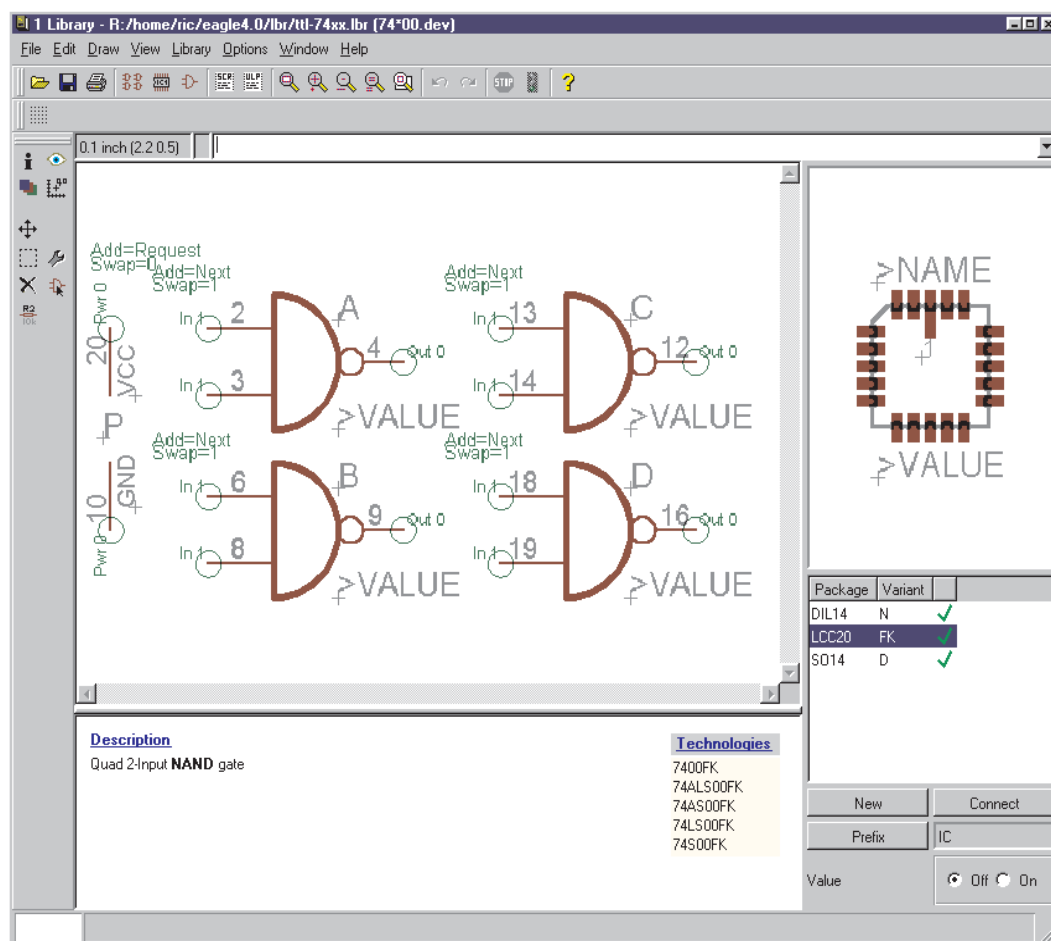 1 Library - R:/home/ric/eagle4.0/lbr/ttl-74xx.lbr (74*00.dev)
File Edit Draw View Library Options Window Help
SCR ULP STOP ?
0.1 inch (2.2 0.5)
R2
10k
Add=Request
Swap=0
Pwr 0
20
VCC
P
GND
10
Pwr 0
Add=Next
Swap=1
In 1
2
A
4
Out 0
In 1
3
>VALUE
Add=Next
Swap=1
In 1
13
C
12
Out 0
In 1
14
>VALUE
Add=Next
Swap=1
In 1
6
B
9
Out 0
In 1
8
>VALUE
Add=Next
Swap=1
In 1
18
D
16
Out 0
In 1
19
>VALUE
>NAME
1
>VALUE
Package Variant
DIL14 N
LCC20 FK
SO14 D
Description
Quad 2-Input NAND gate
Technologies
7400FK
74ALS00FK
74AS00FK
74LS00FK
74S00FK
New Connect
Prefix IC
Value Off On